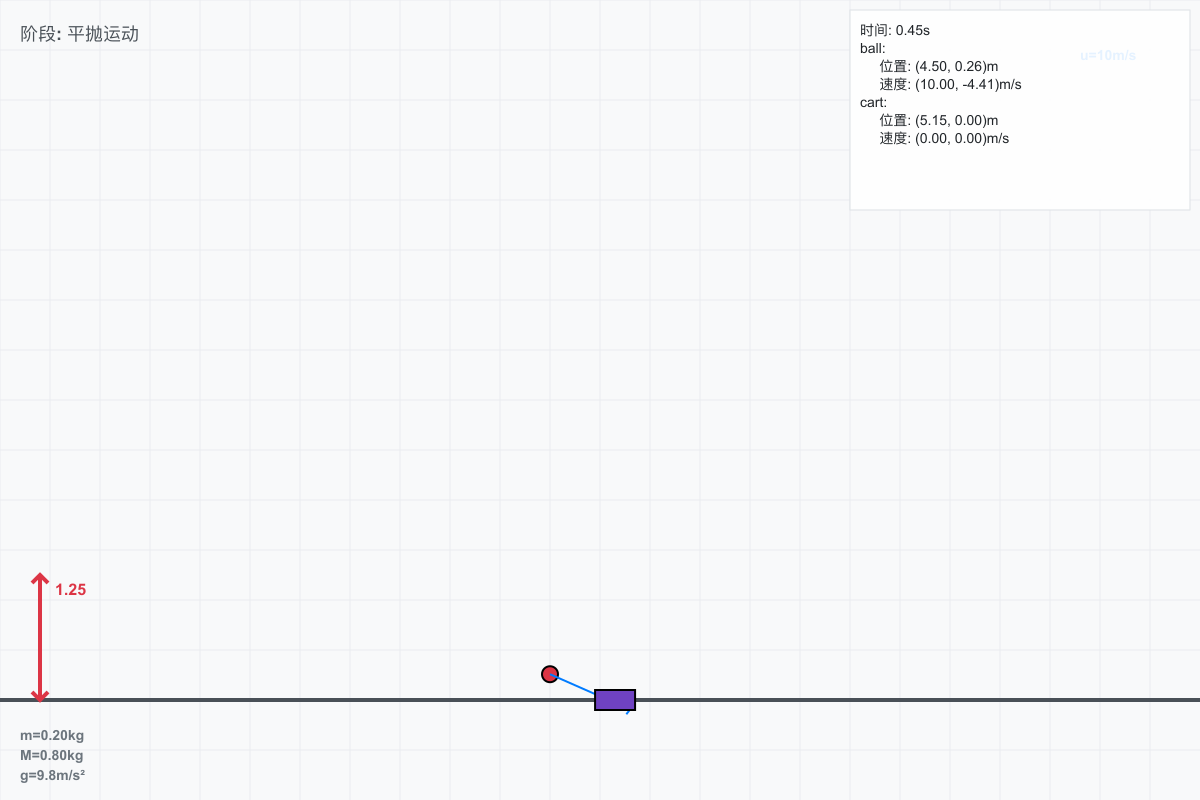 阶段: 平抛运动
时间: 0.45s
u=10m/s
ball:
位置: (4.50, 0.26)m
速度: (10.00, -4.41)m/s
cart:
位置: (5.15, 0.00)m
速度: (0.00, 0.00)m/s
1.25
m=0.20kg
M=0.80kg
g=9.8m/s²